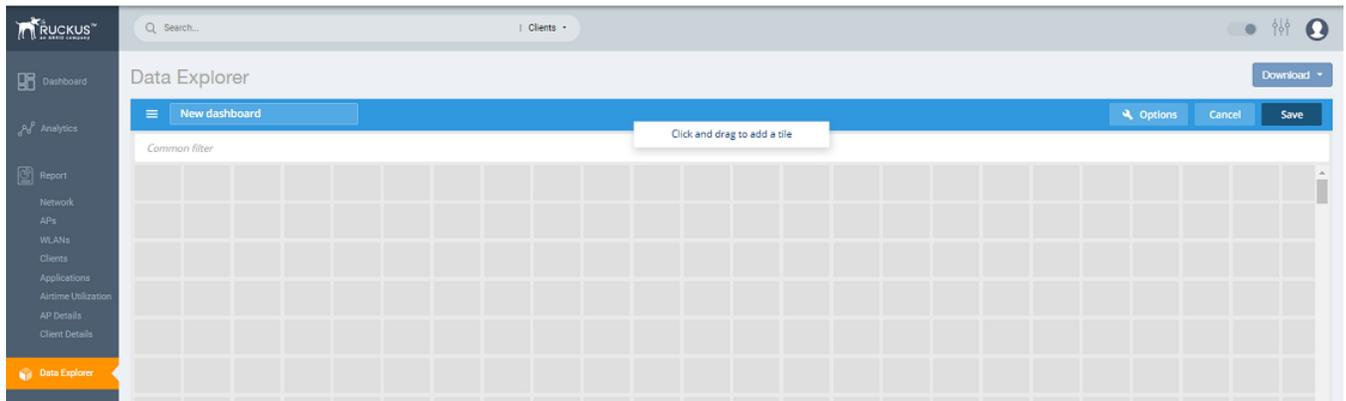 RUCKUS™
an ARRIS company
Search...
| Clients
Dashboard
Analytics
Report
Network
APs
WLANs
Clients
Applications
Airtime Utilization
AP Details
Client Details
Data Explorer
Data Explorer
Download
New dashboard
Options
Cancel
Save
Click and drag to add a tile
Common filter